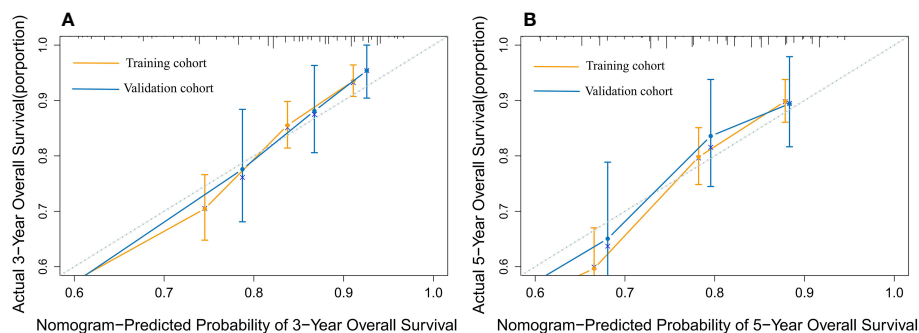 A
Training cohort
Validation cohort
Actual 3-Year Overall Survival(porportion)
1.0
0.9
0.8
0.7
0.6
0.6 0.7 0.8 0.9 1.0
Nomogram-Predicted Probability of 3-Year Overall Survival
B
Training cohort
Validation cohort
Actual 5-Year Overall Survival(porportion)
1.0
0.9
0.8
0.7
0.6
0.6 0.7 0.8 0.9 1.0
Nomogram-Predicted Probability of 5-Year Overall Survival